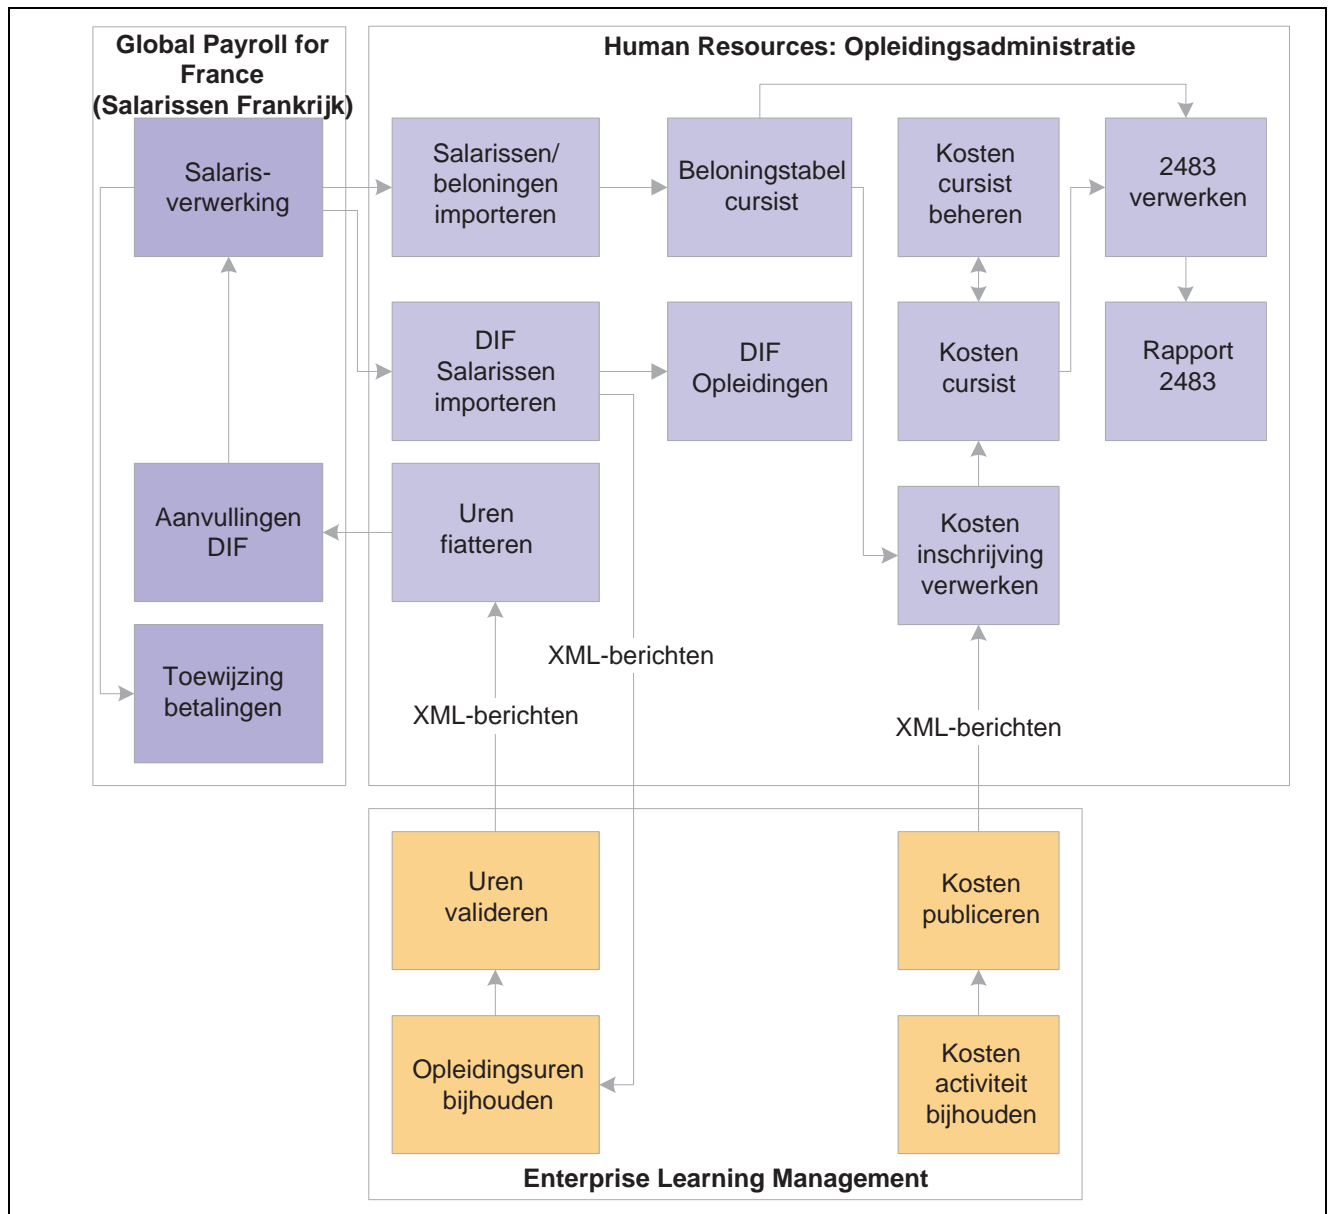 Global Payroll for
France
(Salarissen Frankrijk)
Human Resources: Opleidingsadministratie
Salaris-
verwerking
Salarissen/
beloningen
importeren
Beloningstabel
cursist
Kosten
cursist
beheren
2483
verwerken
DIF
Salarissen
importeren
DIF
Opleidingen
Kosten
cursist
Rapport
2483
Aanvullingen
DIF
Uren
fiatteren
Kosten
inschrijving
verwerken
Toewijzing
betalingen
XML-berichten
XML-berichten
XML-berichten
Uren
valideren
Kosten
publiceren
Opleidingsuren
bijhouden
Kosten
activiteit
bijhouden
Enterprise Learning Management